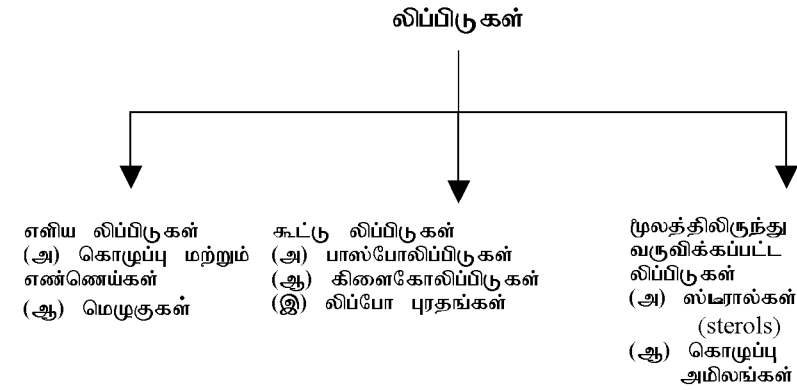 லிப்பிடுகள்
எளிய லிப்பிடுகள்
(அ) கொழுப்பு மற்றும்
எண்ணெய்கள்
(ஆ) மெழுகுகள்
கூட்டு லிப்பிடுகள்
(அ) பாஸ்போலிப்பிடுகள்
(ஆ) கிளைகோலிப்பிடுகள்
(இ) லிப்போ புரதங்கள்
மூலத்திலிருந்து
வருவிக்கப்பட்ட
லிப்பிடுகள்
(அ) ஸ்டீரால்கள்
(sterols)
(ஆ) கொழுப்பு
அமிலங்கள்